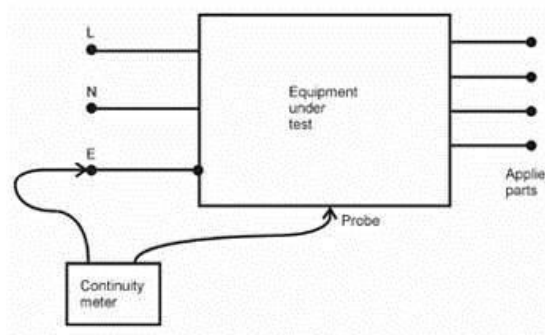 L
N
E
Equipment
under
test
Applie
parts
Probe
Continuity
meter